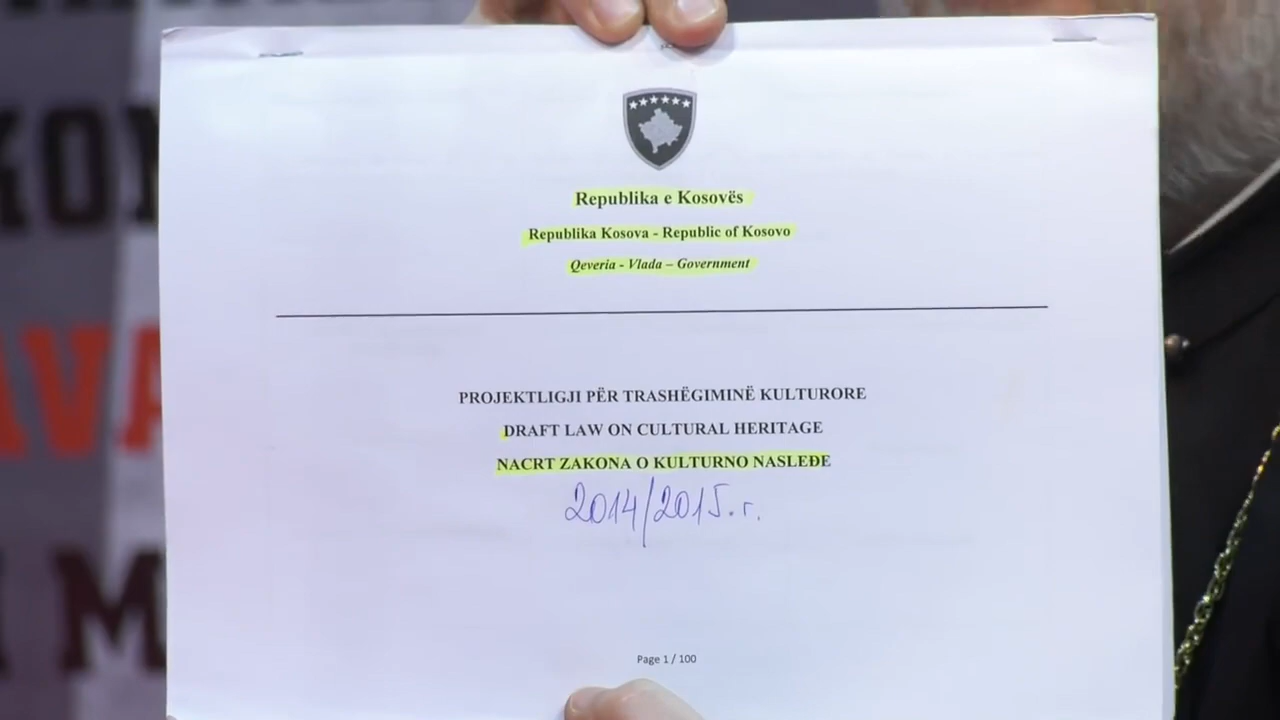 Republika e Kosovës
Republika Kosova - Republic of Kosovo
Qeveria - Vlada – Government
PROJEKTLIGJI PËR TRASHËGIMINË KULTURORE
DRAFT LAW ON CULTURAL HERITAGE
NACRT ZAKONA O KULTURNO NASLEĐE
2014/2015. г.
Page 1 / 100